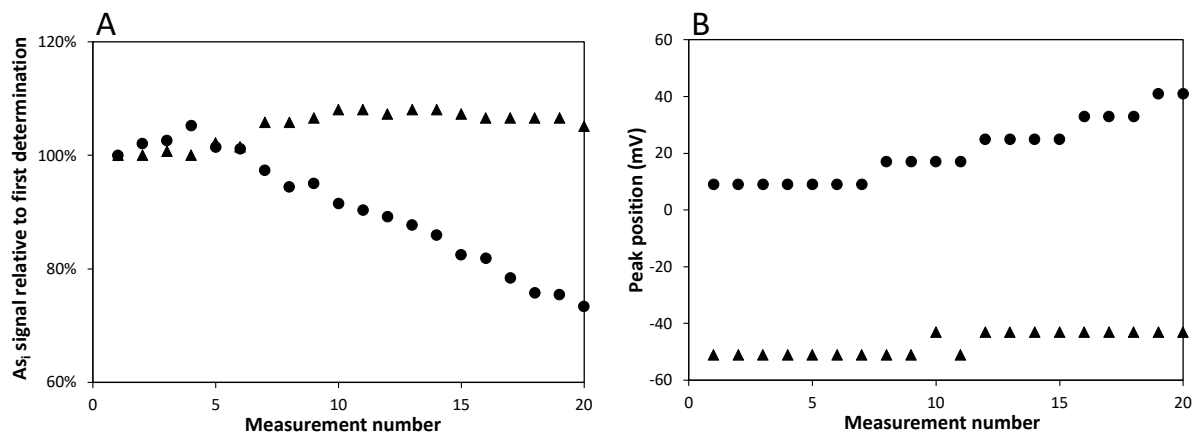 A
As_i signal relative to first determination
120%
100%
80%
60%
0 5 10 15 20
Measurement number
B
Peak position (mV)
60
40
20
0
-20
-40
-60
0 5 10 15 20
Measurement number